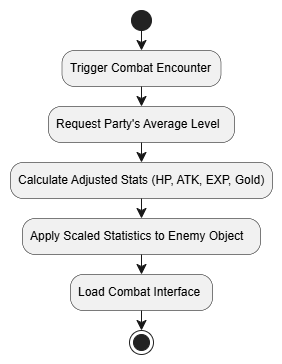 Trigger Combat Encounter
Request Party's Average Level
Calculate Adjusted Stats (HP, ATK, EXP, Gold)
Apply Scaled Statistics to Enemy Object
Load Combat Interface